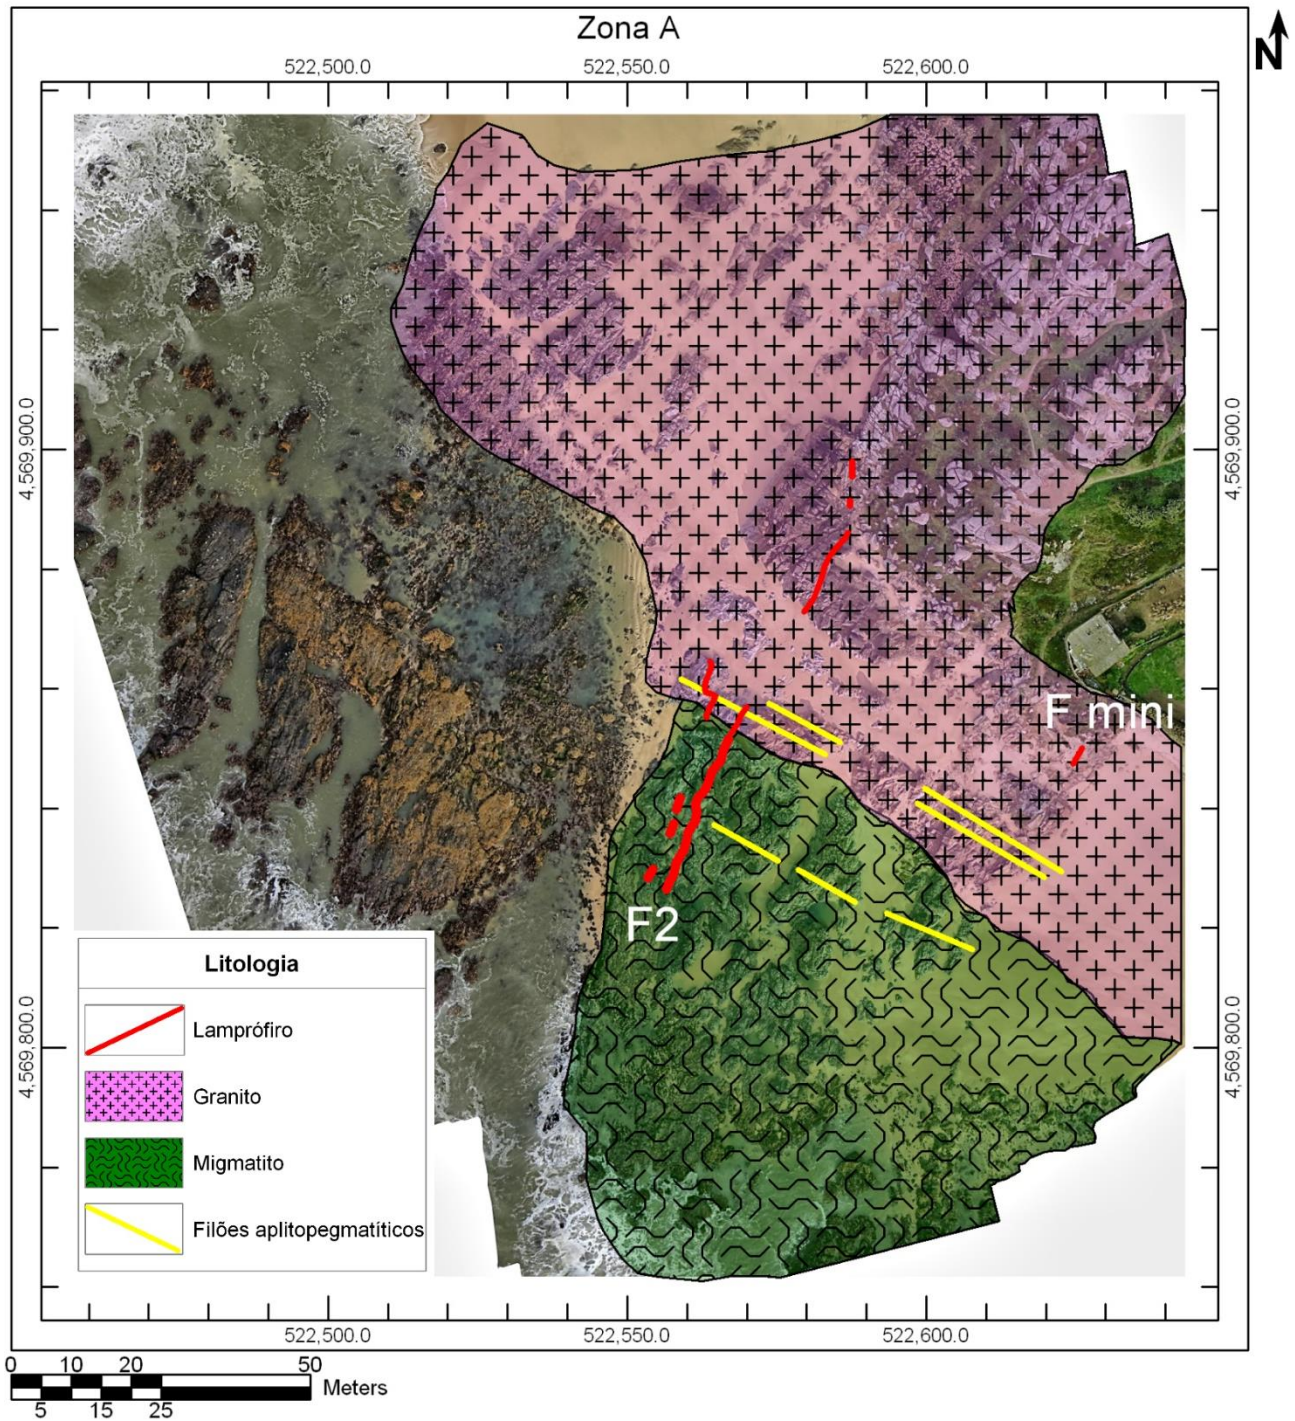 Zona A
N
522,500.0 522,550.0 522,600.0
4,569,900.0 4,569,900.0
F mini
F2
Litologia
Lamprófiro
Granito
Migmatito
Filões aplitopegmatíticos
4,569,800.0 4,569,800.0
522,500.0 522,550.0 522,600.0
0 10 20 50
Meters
5 15 25